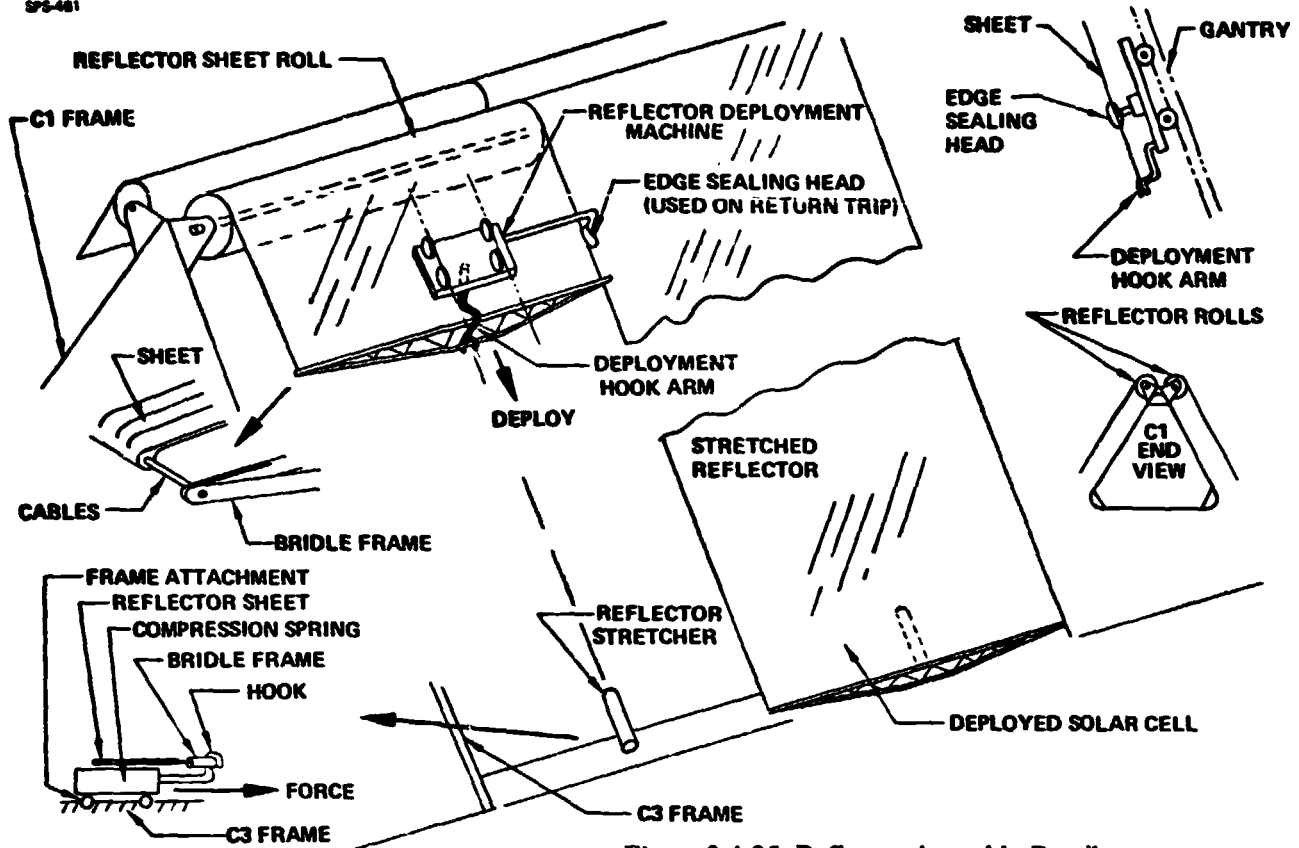 SPS-461
REFLECTOR SHEET ROLL
C1 FRAME
REFLECTOR DEPLOYMENT
MACHINE
EDGE SEALING HEAD
(USED ON RETURN TRIP)
SHEET
GANTRY
EDGE
SEALING
HEAD
DEPLOYMENT
HOOK ARM
REFLECTOR ROLLS
C1
END
VIEW
SHEET
DEPLOYMENT
HOOK ARM
DEPLOY
CABLES
BRIDLE FRAME
STRETCHED
REFLECTOR
FRAME ATTACHMENT
REFLECTOR SHEET
COMPRESSION SPRING
BRIDLE FRAME
HOOK
FORCE
C3 FRAME
REFLECTOR
STRETCHER
DEPLOYED SOLAR CELL
C3 FRAME